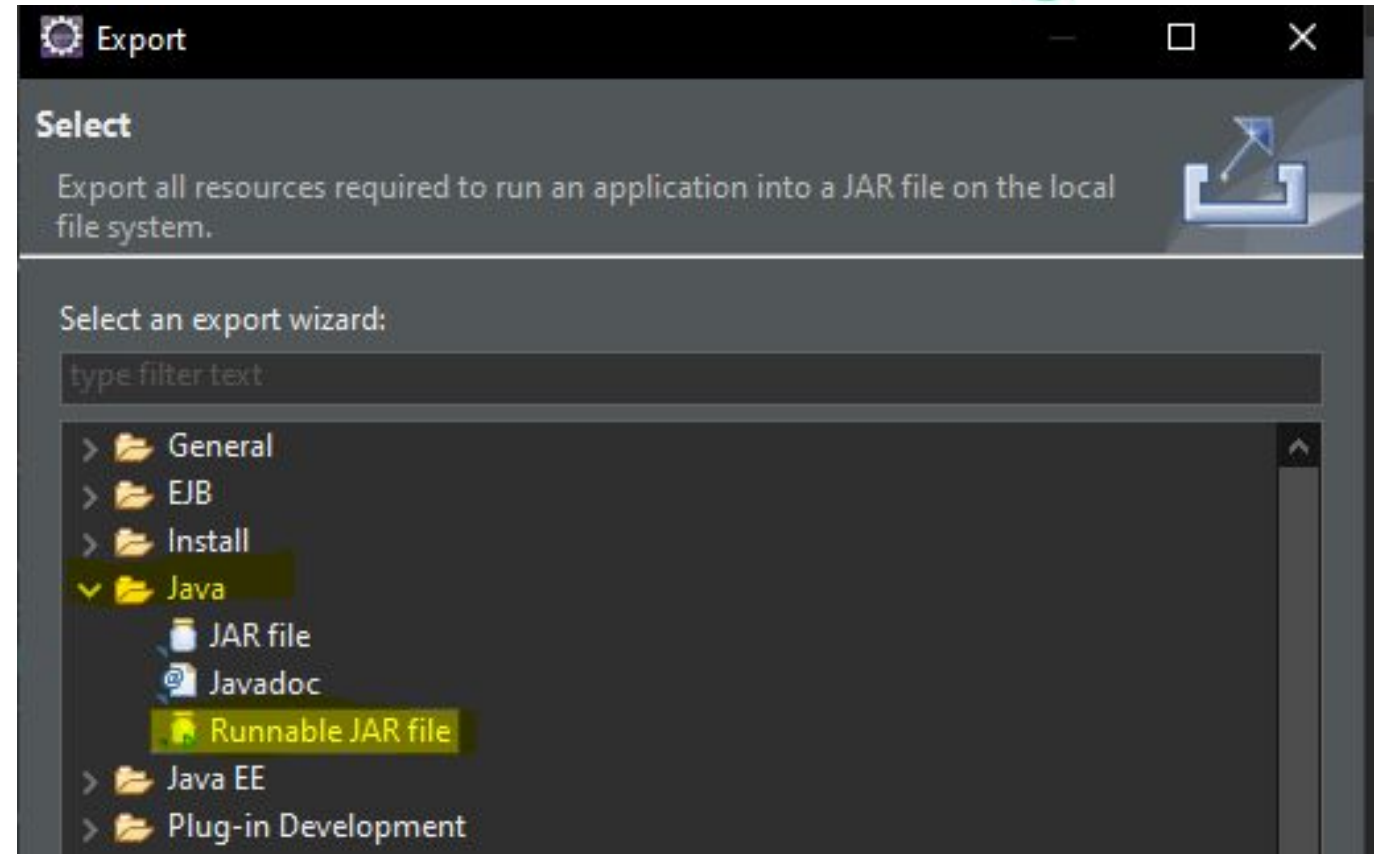 Export
Select
Export all resources required to run an application into a JAR file on the local
file system.
Select an export wizard:
type filter text
General
EJB
Install
Java
JAR file
Javadoc
Runnable JAR file
Java EE
Plug-in Development